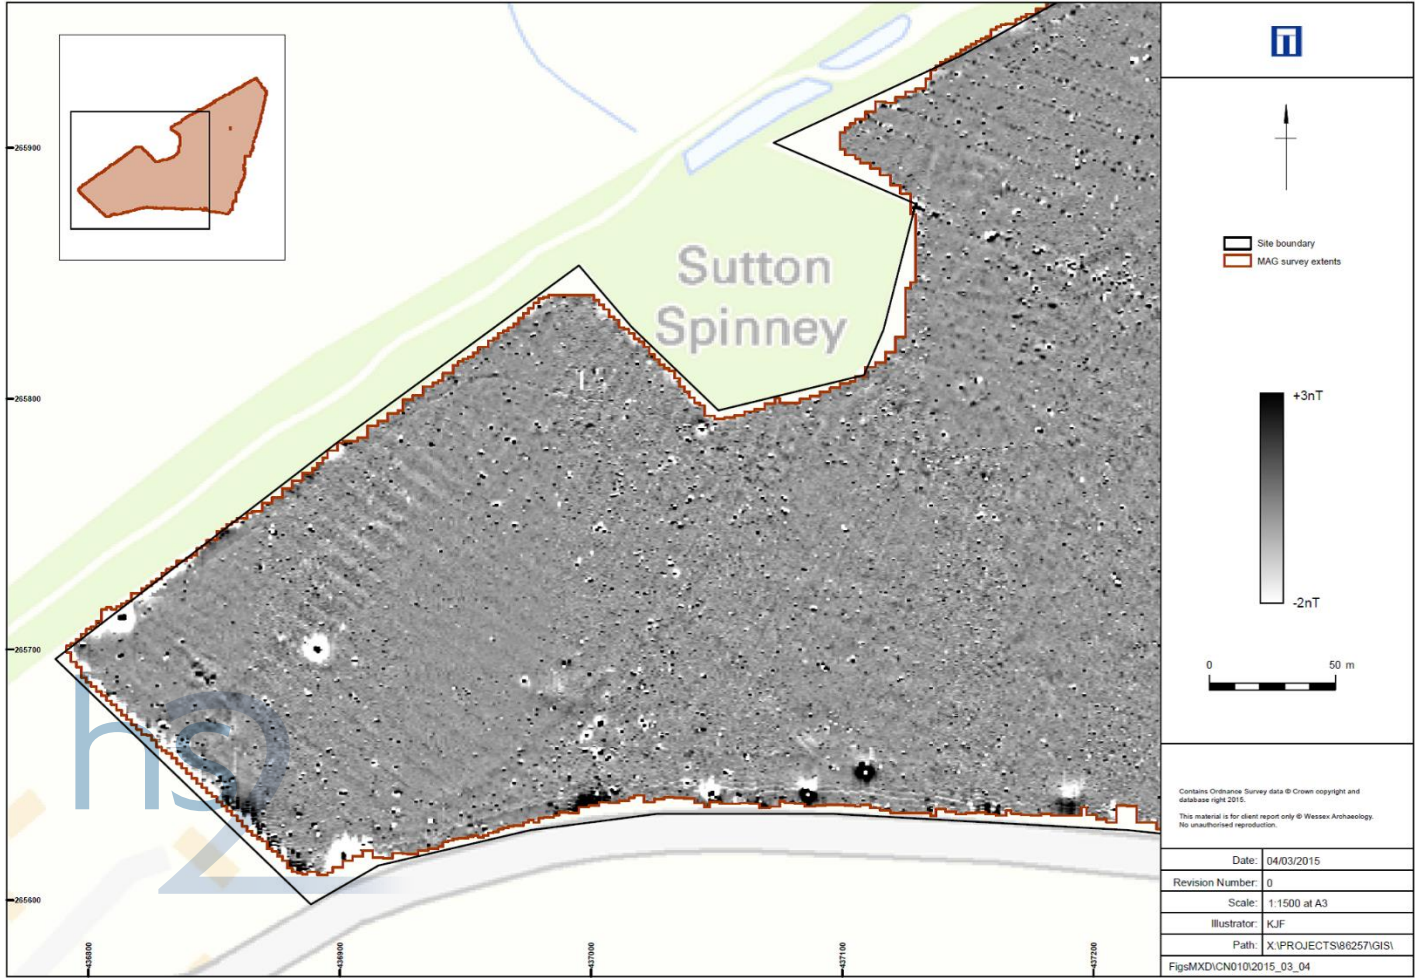 265900
265800
265700
265600
436800
436900
437000
437100
437200
Sutton
Spinney
hs2
Site boundary
MAG survey extents
+3nT
-2nT
0 50 m
Contains Ordnance Survey data © Crown copyright and
database right 2015.
This material is for client report only © Wessex Archaeology.
No unauthorised reproduction.
Date: 04/03/2015
Revision Number: 0
Scale: 1:1500 at A3
Illustrator: KJF
Path: X:\PROJECTS\86257\GIS\
FigsMXD\CN010\2015_03_04